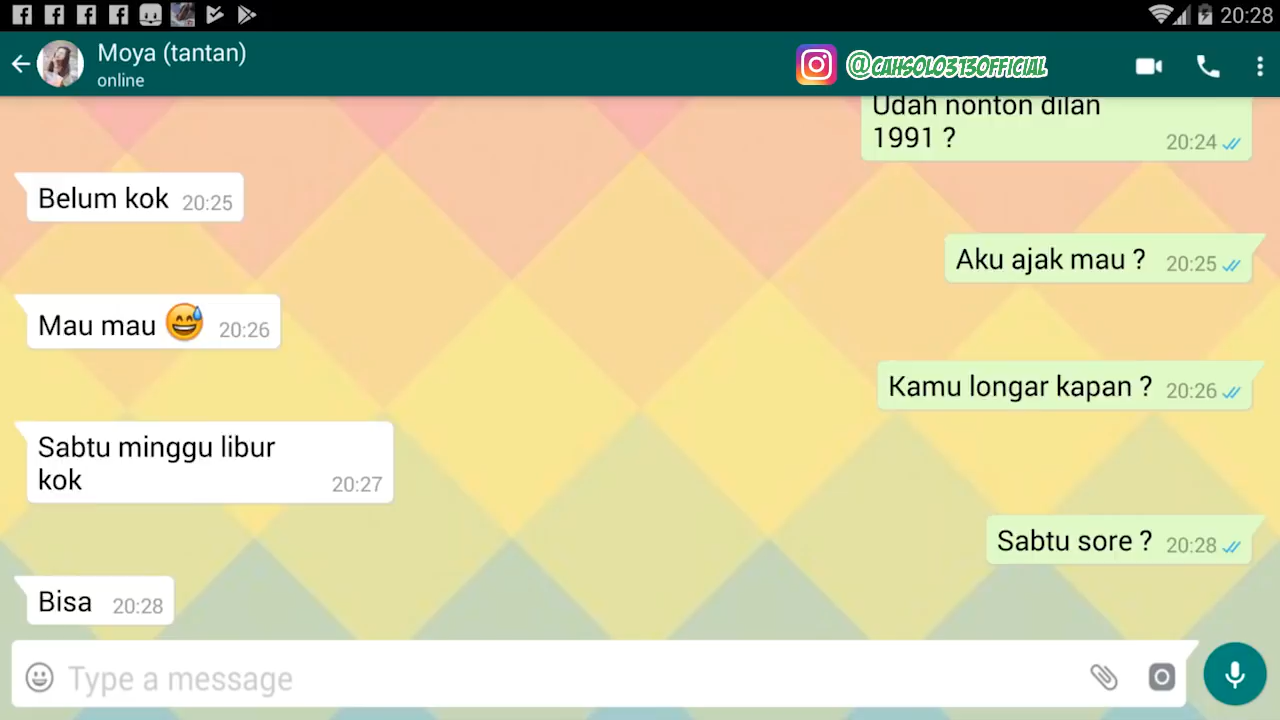 20:28
Moya (tantan)
online
@CAHSOLO313OFFICIAL
Udah nonton dilan
1991 ?
20:24
Belum kok 20:25
Aku ajak mau ? 20:25
Mau mau 😅 20:26
Kamu longar kapan ? 20:26
Sabtu minggu libur
kok
20:27
Sabtu sore ? 20:28
Bisa 20:28
Type a message